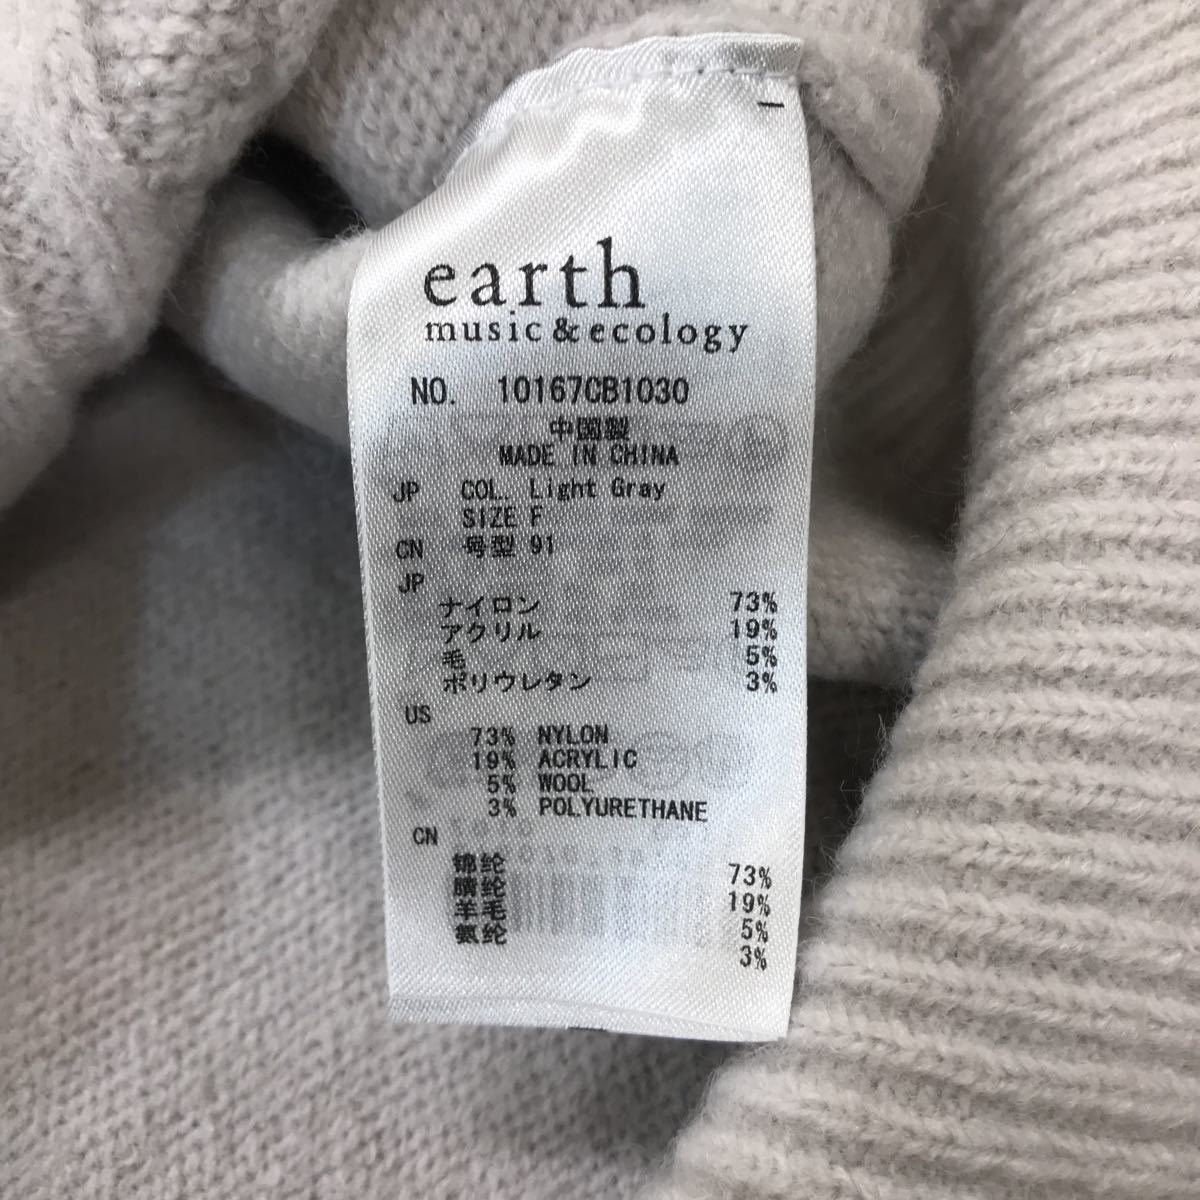 earth
music & ecology
NO. 10167CB1030
中国製
MADE IN CHINA
JP COL. Light Gray
SIZE F
CN 号型 91
JP
ナイロン 73%
アクリル 19%
毛 5%
ポリウレタン 3%
US
73% NYLON
19% ACRYLIC
5% WOOL
3% POLYURETHANE
CN
锦纶 73%
腈纶 19%
羊毛 5%
氨纶 3%